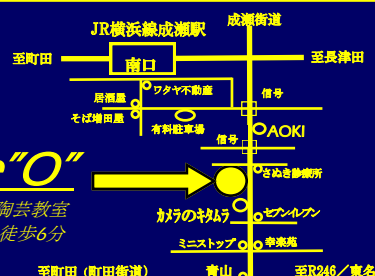 成瀬街道
JR横浜線成瀬駅
至町田
南口
至長津田
ワタヤ不動産
居酒屋
信号
そば増田屋
有料駐車場
AOKI
信号
"O"
さぬき診療所
陶芸教室
カメラのキタムラ
セブンイレブン
徒歩6分
ミニストップ
幸楽苑
至町田（町田街道）
青山
至R246／東名